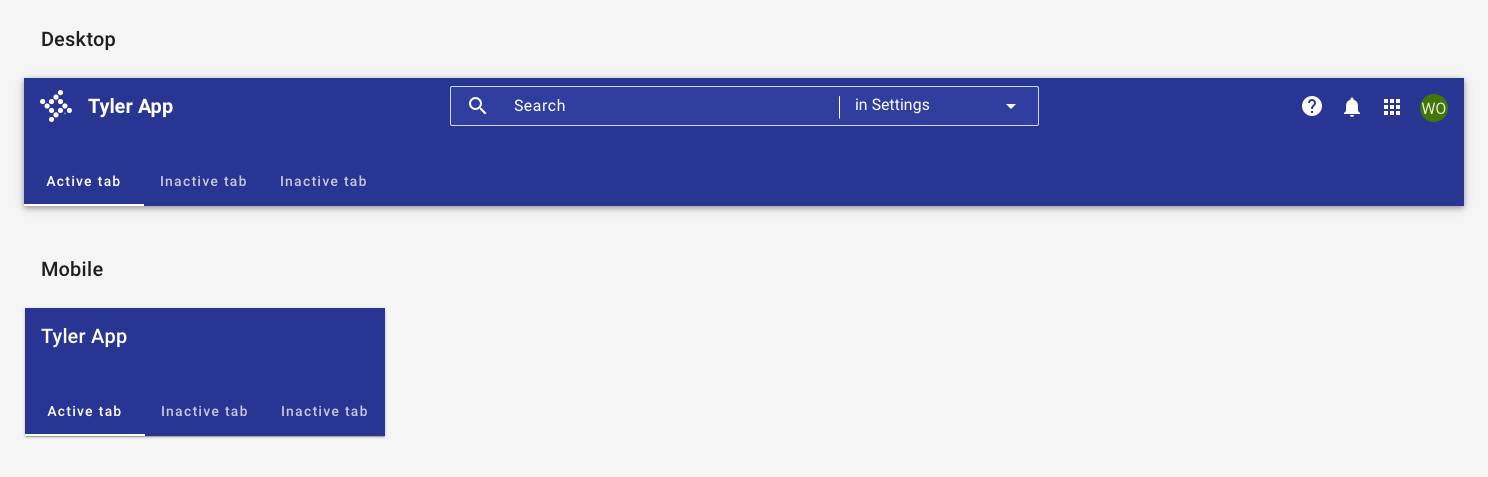 Desktop
Tyler App
Search
in Settings
WO
Active tab Inactive tab Inactive tab
Mobile
Tyler App
Active tab Inactive tab Inactive tab